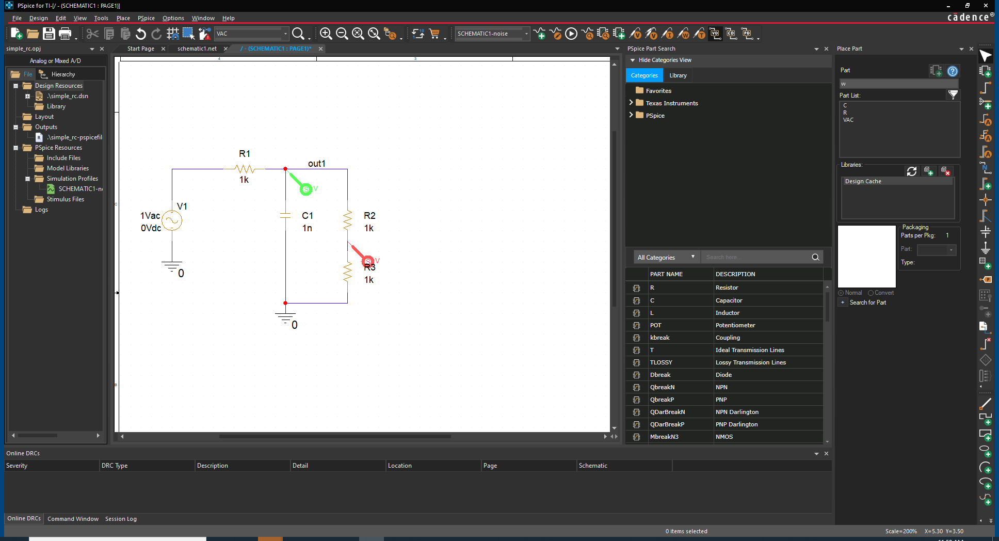 PSpice for TI-[/ - (SCHEMATIC1 : PAGE1)]
File Design Edit View Tools Place PSpice Options Window Help
cādence®
VAC
SCHEMATIC1-noise
simple_rc.opj
Start Page
schematic1.net
/ - (SCHEMATIC1 : PAGE1)*
PSpice Part Search
Place Part
Analog or Mixed A/D
File
Hierarchy
Design Resources
.\simple_rc.dsn
Library
Layout
Outputs
.\simple_rc-pspicefil
PSpice Resources
Include Files
Model Libraries
Simulation Profiles
SCHEMATIC1-n
Stimulus Files
Logs
4
3
C
B
R1
1k
out1
V
V1
1Vac
0Vdc
0
C1
1n
R2
1k
V
R3
1k
0
Hide Categories View
Categories
Library
Favorites
Texas Instruments
PSpice
All Categories
Search here...
PART NAME DESCRIPTION
R Resistor
C Capacitor
L Inductor
POT Potentiometer
kbreak Coupling
T Ideal Transmission Lines
TLOSSY Lossy Transmission Lines
Dbreak Diode
QbreakN NPN
QbreakP PNP
QDarBreakN NPN Darlington
QDarBreakP PNP Darlington
MbreakN3 NMOS
Part
w
Part List:
C
R
VAC
Libraries:
Design Cache
Packaging
Parts per Pkg: 1
Part:
Type:
Normal
Convert
Search for Part
Online DRCs
Severity DRC Type Description Detail Location Page Schematic
Online DRCs
Command Window
Session Log
0 items selected
Scale=200% X=5.30 Y=3.50